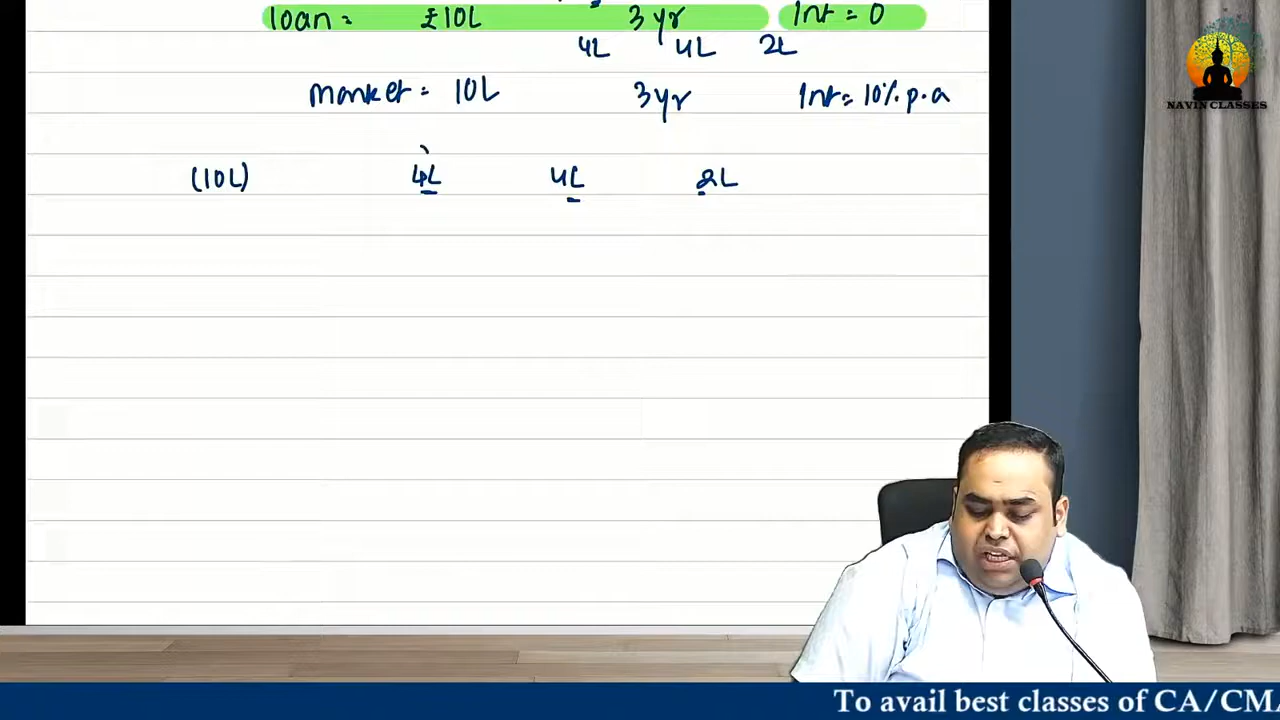 loan = ₹10L 3yr Int = 0
4L 4L 2L
market = 10L 3yr Int = 10% p.a
(10L) 4L 4L 2L
NAVIN CLASSES
To avail best classes of CA/CMA